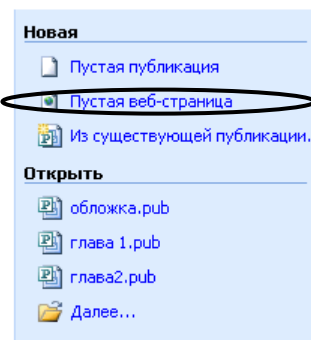 Новая
Пустая публикация
Пустая веб-страница
Из существующей публикации.
Открыть
обложка.pub
глава 1.pub
глава2.pub
Далее...